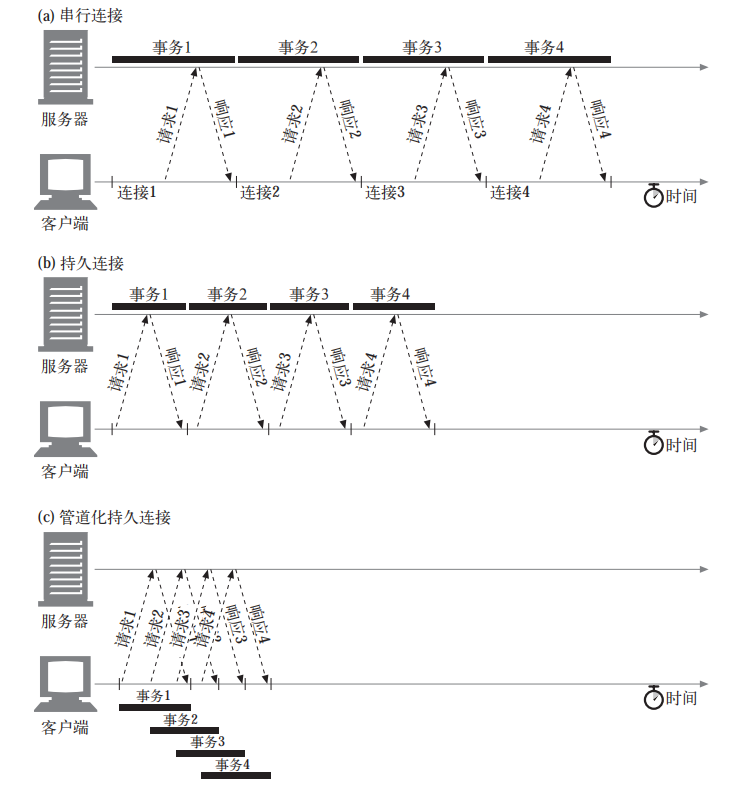 (a) 串行连接
事务1 事务2 事务3 事务4
请求1 响应1 请求2 响应2 请求3 响应3 请求4 响应4
服务器
连接1 连接2 连接3 连接4 时间
客户端
(b) 持久连接
事务1 事务2 事务3 事务4
请求1 响应1 请求2 响应2 请求3 响应3 请求4 响应4
服务器
时间
客户端
(c) 管道化持久连接
服务器
请求1 请求2 请求3 请求4 响应3 响应4
时间
客户端
事务1
事务2
事务3
事务4